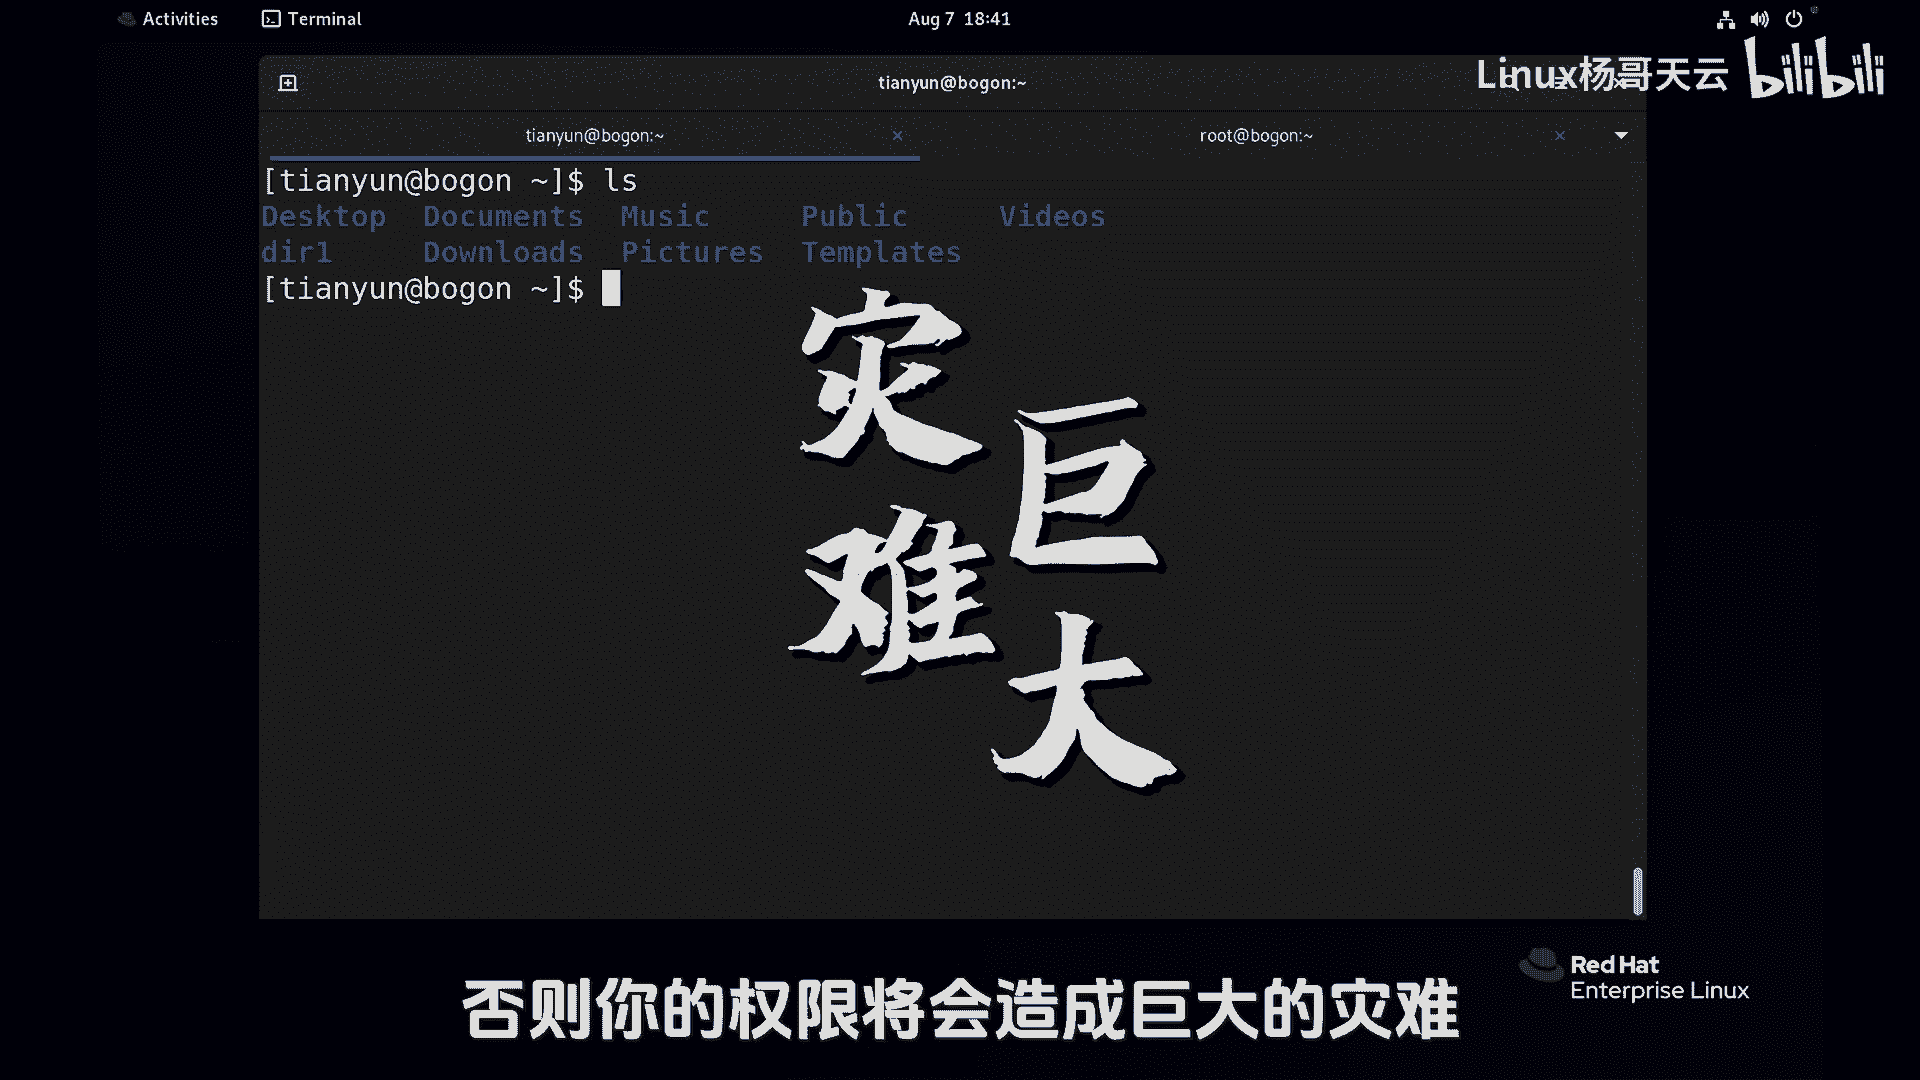 Activities Terminal Aug 7 18:41
tianyun@bogon:~
Linux杨哥天云 bilibili
tianyun@bogon:~ × root@bogon:~ ×
[tianyun@bogon ~]$ ls
Desktop Documents Music Public Videos
dir1 Downloads Pictures Templates
[tianyun@bogon ~]$
巨大
灾难
Red Hat
Enterprise Linux
否则你的权限将会造成巨大的灾难